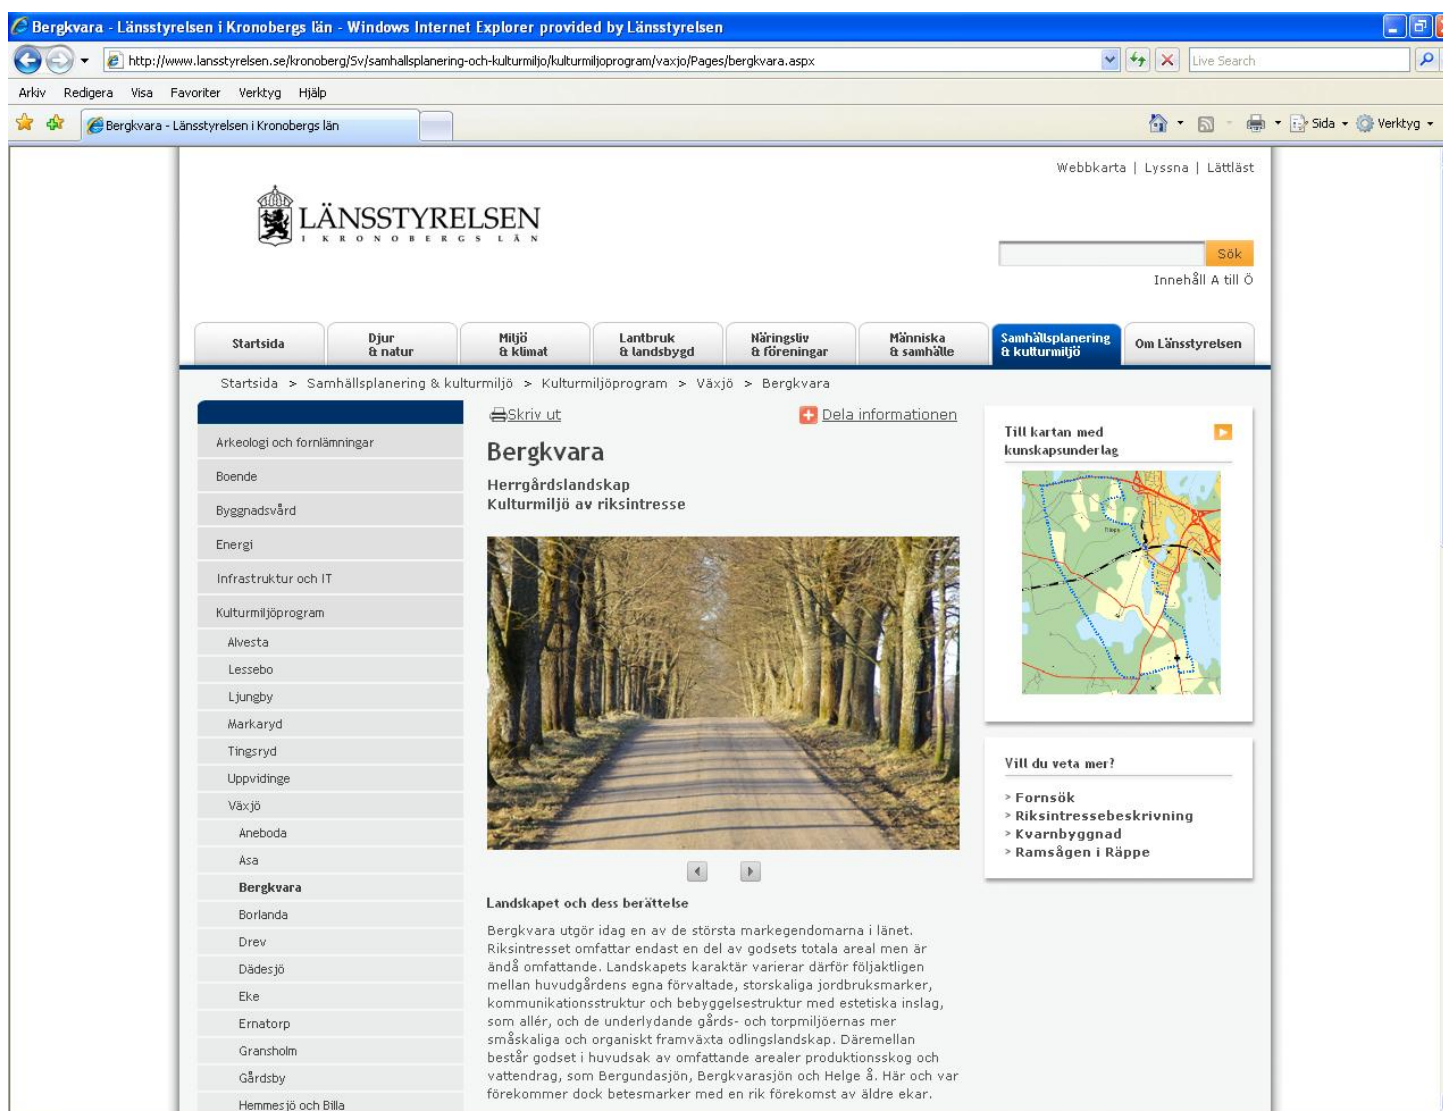 Bergkvara - Länsstyrelsen i Kronobergs län - Windows Internet Explorer provided by Länsstyrelsen
http://www.lansstyrelsen.se/kronoberg/Sv/samhallsplanering-och-kulturmiljo/kulturmiljoprogram/vaxjo/Pages/bergkvara.aspx
Live Search
Arkiv Redigera Visa Favoriter Verktyg Hjälp
Bergkvara - Länsstyrelsen i Kronobergs län
Sida
Verktyg
Webbkarta | Lyssna | Lättläst
LÄNSSTYRELSEN
I KRONOBERGS LÄN
Sök
Innehåll A till Ö
Startsida
Djur
& natur
Miljö
& klimat
Lantbruk
& landsbygd
Näringsliv
& föreningar
Människa
& samhälle
Samhällsplanering
& kulturmiljö
Om Länsstyrelsen
Startsida > Samhällsplanering & kulturmiljö > Kulturmiljöprogram > Växjö > Bergkvara
Arkeologi och fornlämningar
Boende
Byggnadsvård
Energi
Infrastruktur och IT
Kulturmiljöprogram
Alvesta
Lessebo
Ljungby
Markaryd
Tingsryd
Uppvidinge
Växjö
Aneboda
Asa
Bergkvara
Borlanda
Drev
Dädesjö
Eke
Ernatorp
Gransholm
Gårdsby
Hemmesjö och Billa
Skriv ut
Dela informationen
Bergkvara
Herrgårdslandskap
Kulturmiljö av riksintresse
Landskapet och dess berättelse
Bergkvara utgör idag en av de största markegendomarna i länet.
Riksintresset omfattar endast en del av godsets totala areal men är
ändå omfattande. Landskapets karaktär varierar därför följaktligen
mellan huvudgårdens egna förvaltade, storskaliga jordbruksmarker,
kommunikationsstruktur och bebyggelsestruktur med estetiska inslag,
som allér, och de underlydande gårds- och torpmiljöernas mer
småskaliga och organiskt framväxta odlingslandskap. Däremellan
består godset i huvudsak av omfattande arealer produktionsskog och
vattendrag, som Bergundasjön, Bergkvarasjön och Helge å. Här och var
förekommer dock betesmarker med en rik förekomst av äldre ekar.
Till kartan med
kunskapsunderlag
Räppe
Vill du veta mer?
> Fornsök
> Riksintressebeskrivning
> Kvarnbyggnad
> Ramsågen i Räppe